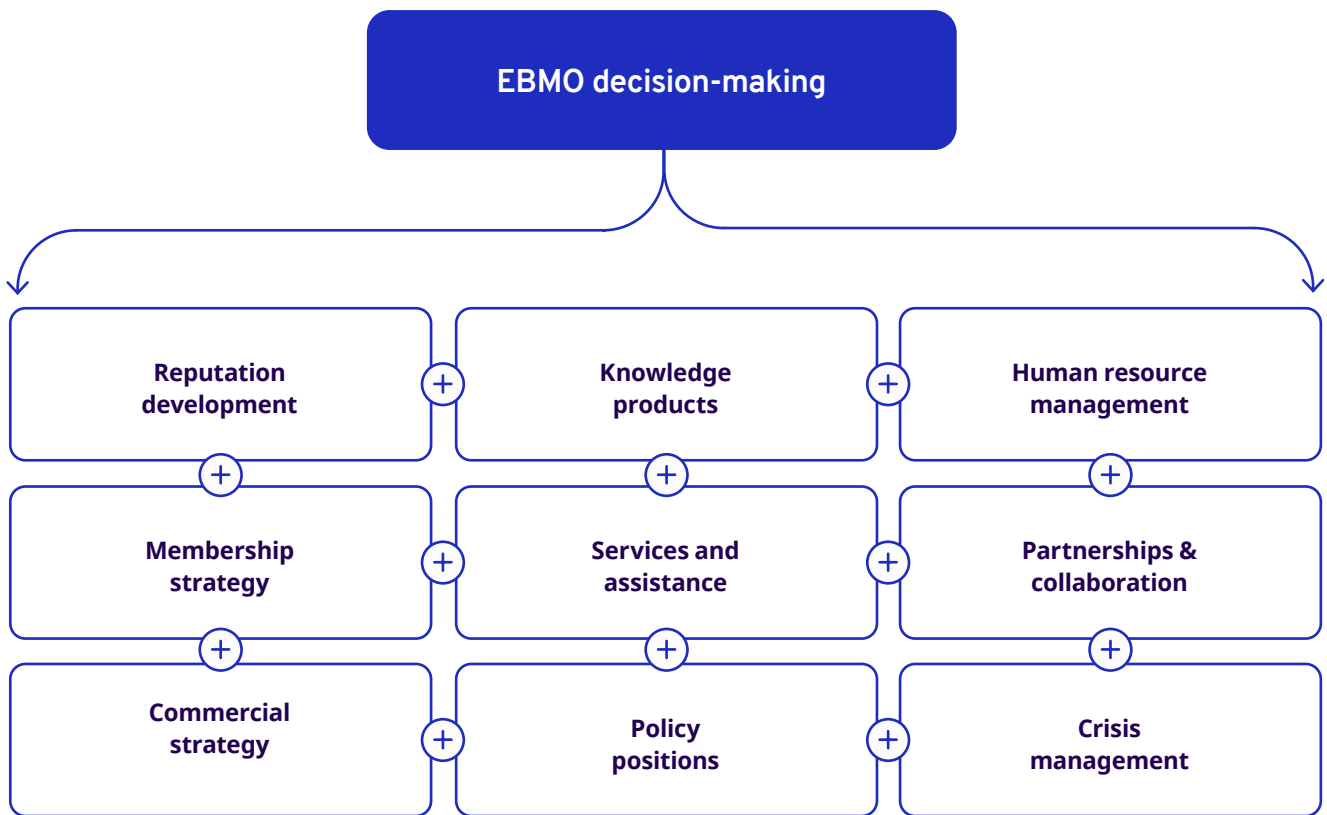 EBMO decision-making
Reputation
development
Knowledge
products
Human resource
management
Membership
strategy
Services and
assistance
Partnerships &
collaboration
Commercial
strategy
Policy
positions
Crisis
management